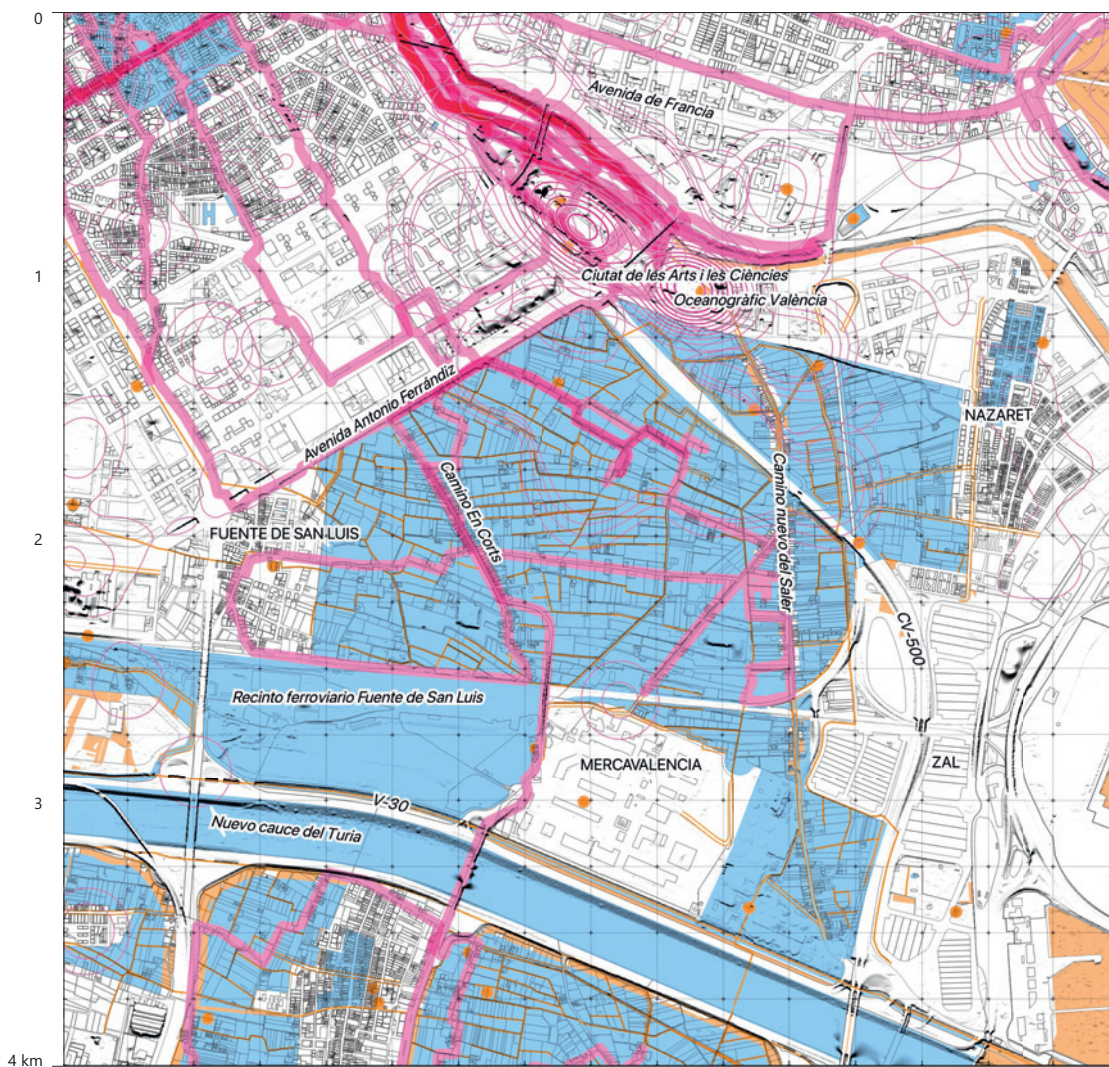 0
Avenida de Francia
1
Ciutat de les Arts i les Ciències
Oceanogràfic València
Avenida Antonio Ferrándiz
NAZARET
Camino En Corts
Camino nuevo del Saler
2
FUENTE DE SAN LUIS
CV-500
Recinto ferroviario Fuente de San Luis
MERCAVALENCIA
ZAL
3
V-30
Nuevo cauce del Turia
4 km